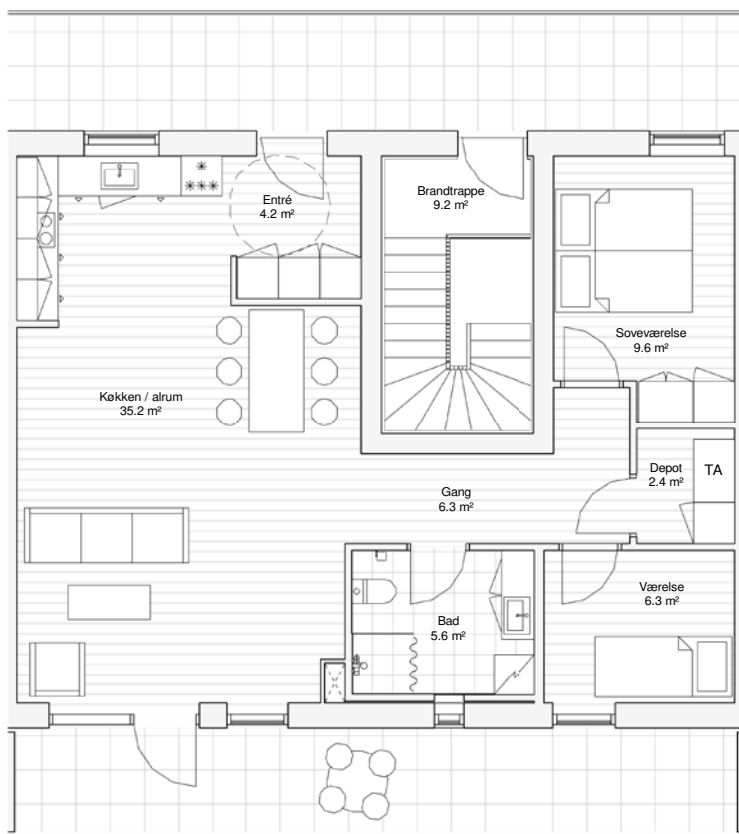 Entré
4.2 m²
Brandtrappe
9.2 m²
Soveværelse
9.6 m²
Køkken / alrum
35.2 m²
Depot
2.4 m²
TA
Gang
6.3 m²
Værelse
6.3 m²
Bad
5.6 m²